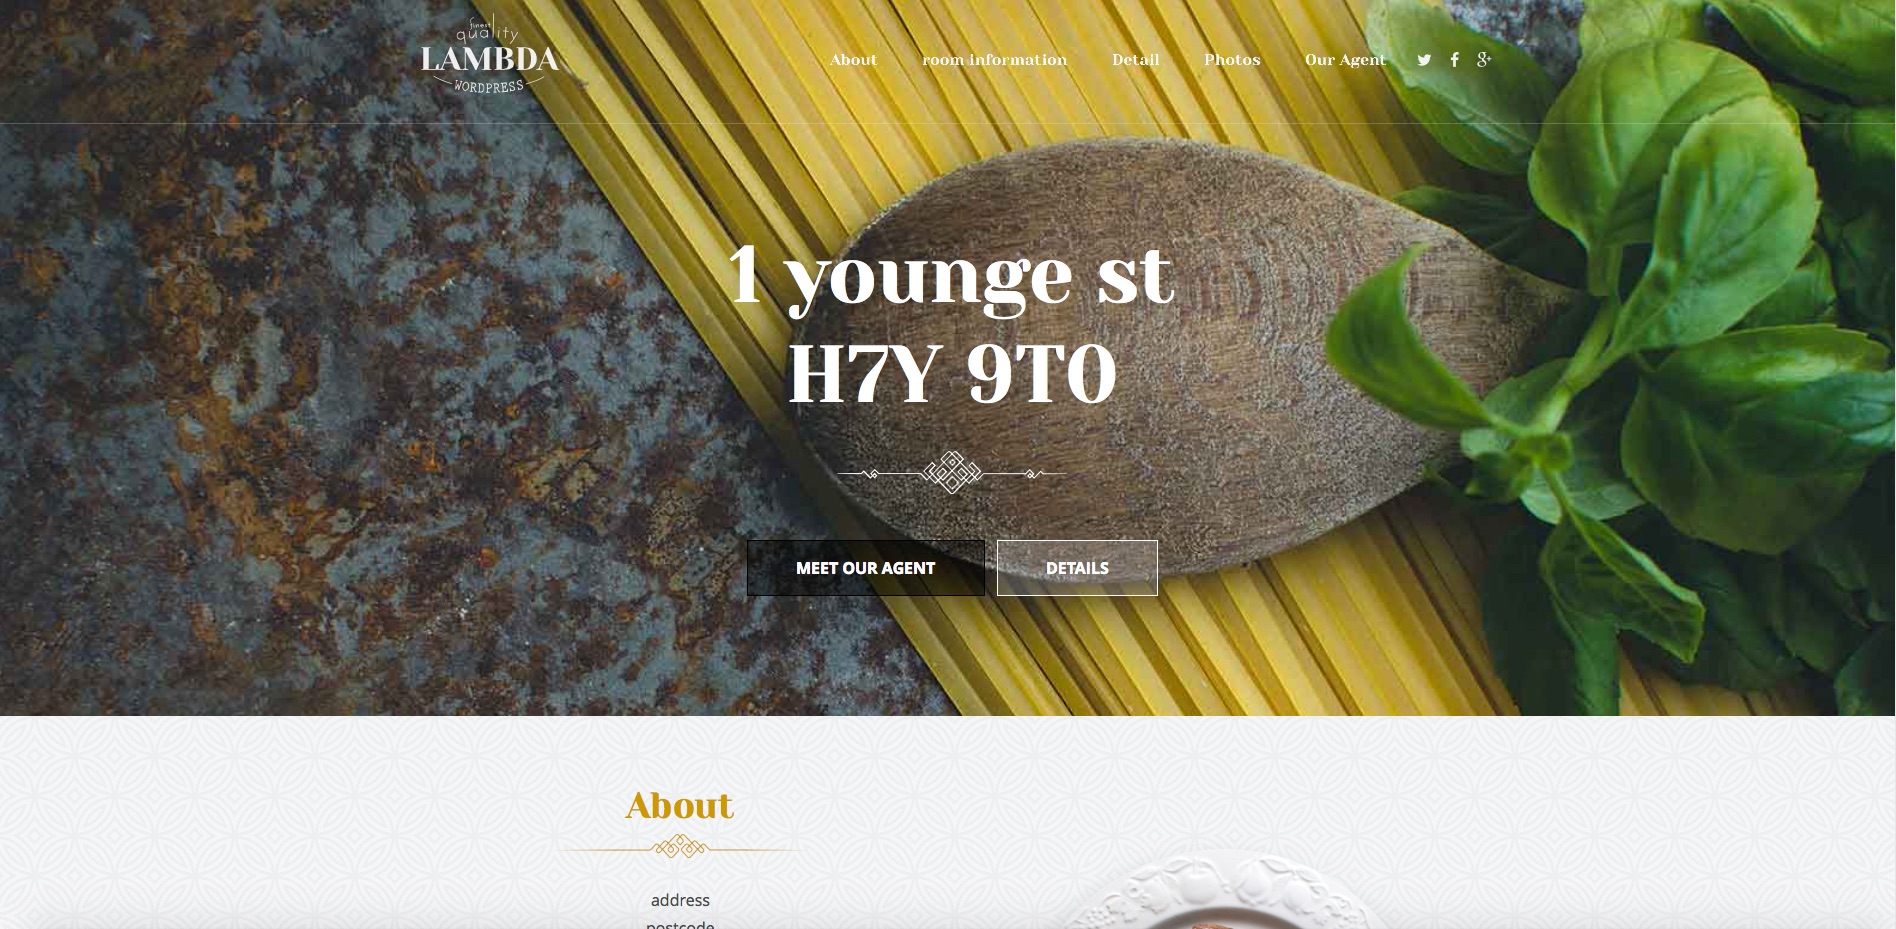 finest
quality
LAMBDA
WORDPRESS
About room information Detail Photos Our Agent
1 younge st
H7Y 9T0
MEET OUR AGENT DETAILS
About
address
postcode